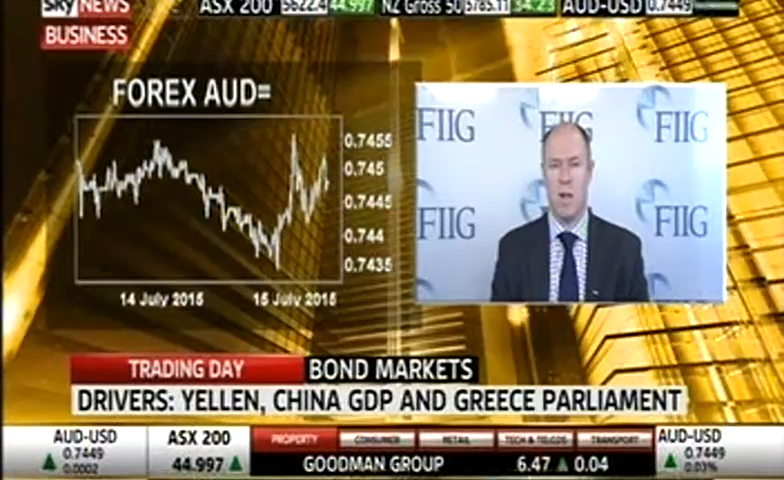 Sky NEWS
BUSINESS
ASX 200 5622.4 44.997 NZ Gross 50 34.23 AUD-USD 0.7449
FOREX AUD=
0.7455
0.745
0.7445
0.744
0.7435
14 July 2015 15 July 2015
FIIG FIIG FIIG
FIIG FIIG
TRADING DAY BOND MARKETS
DRIVERS: YELLEN, CHINA GDP AND GREECE PARLIAMENT
AUD-USD
0.7449
0.0002
ASX 200
44.997
PROPERTY CONSUMER RETAIL TECH & TELCOS TRANSPORT
GOODMAN GROUP 6.47 0.04
AUD-USD
0.7449
0.03%